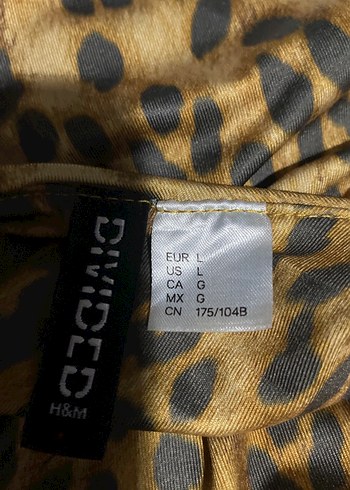 DIVIDED
H&M
EUR L
US L
CA G
MX G
CN 175/104B